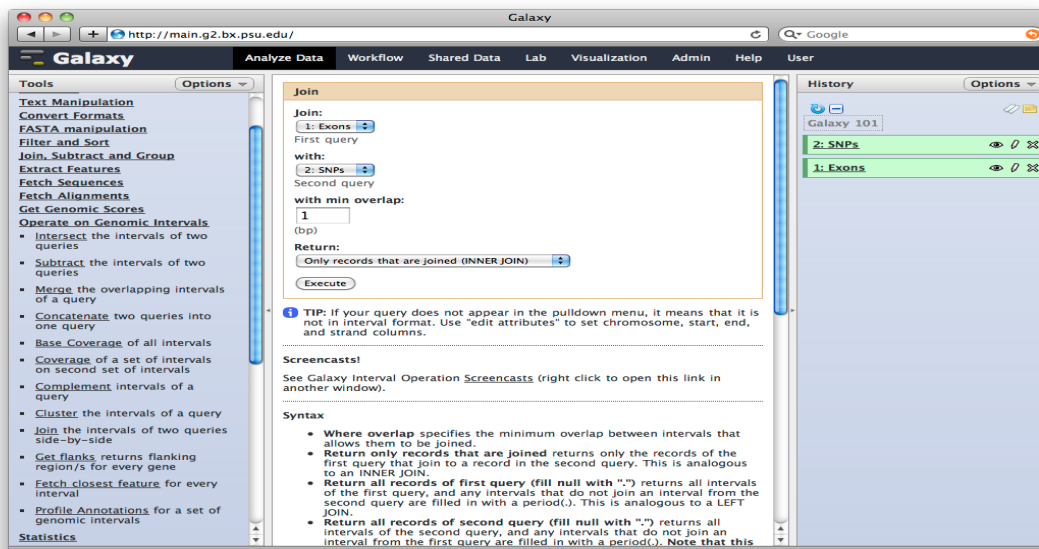 Galaxy
http://main.g2.bx.psu.edu/
Google
Galaxy
Analyze Data Workflow Shared Data Lab Visualization Admin Help User
Tools
Options
Text Manipulation
Convert Formats
FASTA manipulation
Filter and Sort
Join, Subtract and Group
Extract Features
Fetch Sequences
Fetch Alignments
Get Genomic Scores
Operate on Genomic Intervals
Intersect the intervals of two
queries
Subtract the intervals of two
queries
Merge the overlapping intervals
of a query
Concatenate two queries into
one query
Base Coverage of all intervals
Coverage of a set of intervals
on second set of intervals
Complement intervals of a
query
Cluster the intervals of a query
Join the intervals of two queries
side-by-side
Get flanks returns flanking
region/s for every gene
Fetch closest feature for every
interval
Profile Annotations for a set of
genomic intervals
Statistics
Join
Join:
1: Exons
First query
with:
2: SNPs
Second query
with min overlap:
1
(bp)
Return:
Only records that are joined (INNER JOIN)
Execute
TIP: If your query does not appear in the pulldown menu, it means that it is
not in interval format. Use "edit attributes" to set chromosome, start, end,
and strand columns.
Screencasts!
See Galaxy Interval Operation Screencasts (right click to open this link in
another window).
Syntax
Where overlap specifies the minimum overlap between intervals that
allows them to be joined.
Return only records that are joined returns only the records of the
first query that join to a record in the second query. This is analogous
to an INNER JOIN.
Return all records of first query (fill null with ".") returns all intervals
of the first query, and any intervals that do not join an interval from the
second query are filled in with a period(.). This is analogous to a LEFT
JOIN.
Return all records of second query (fill null with ".") returns all
intervals of the second query, and any intervals that do not join an
interval from the first query are filled in with a period(.). Note that this
History
Options
Galaxy 101
2: SNPs
1: Exons